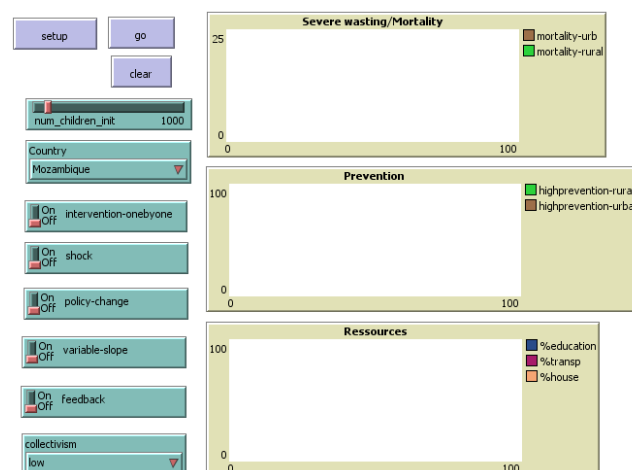 setup
go
clear
num_children_init 1000
Country
Mozambique
On
Off
intervention-onebyone
On
Off
shock
On
Off
policy-change
On
Off
variable-slope
On
Off
feedback
collectivism
low
Severe wasting/Mortality
25
0
0 100
mortality-urb
mortality-rural
Prevention
100
0
0 100
highprevention-rura
highprevention-urba
Ressources
100
0
0 100
%education
%transp
%house